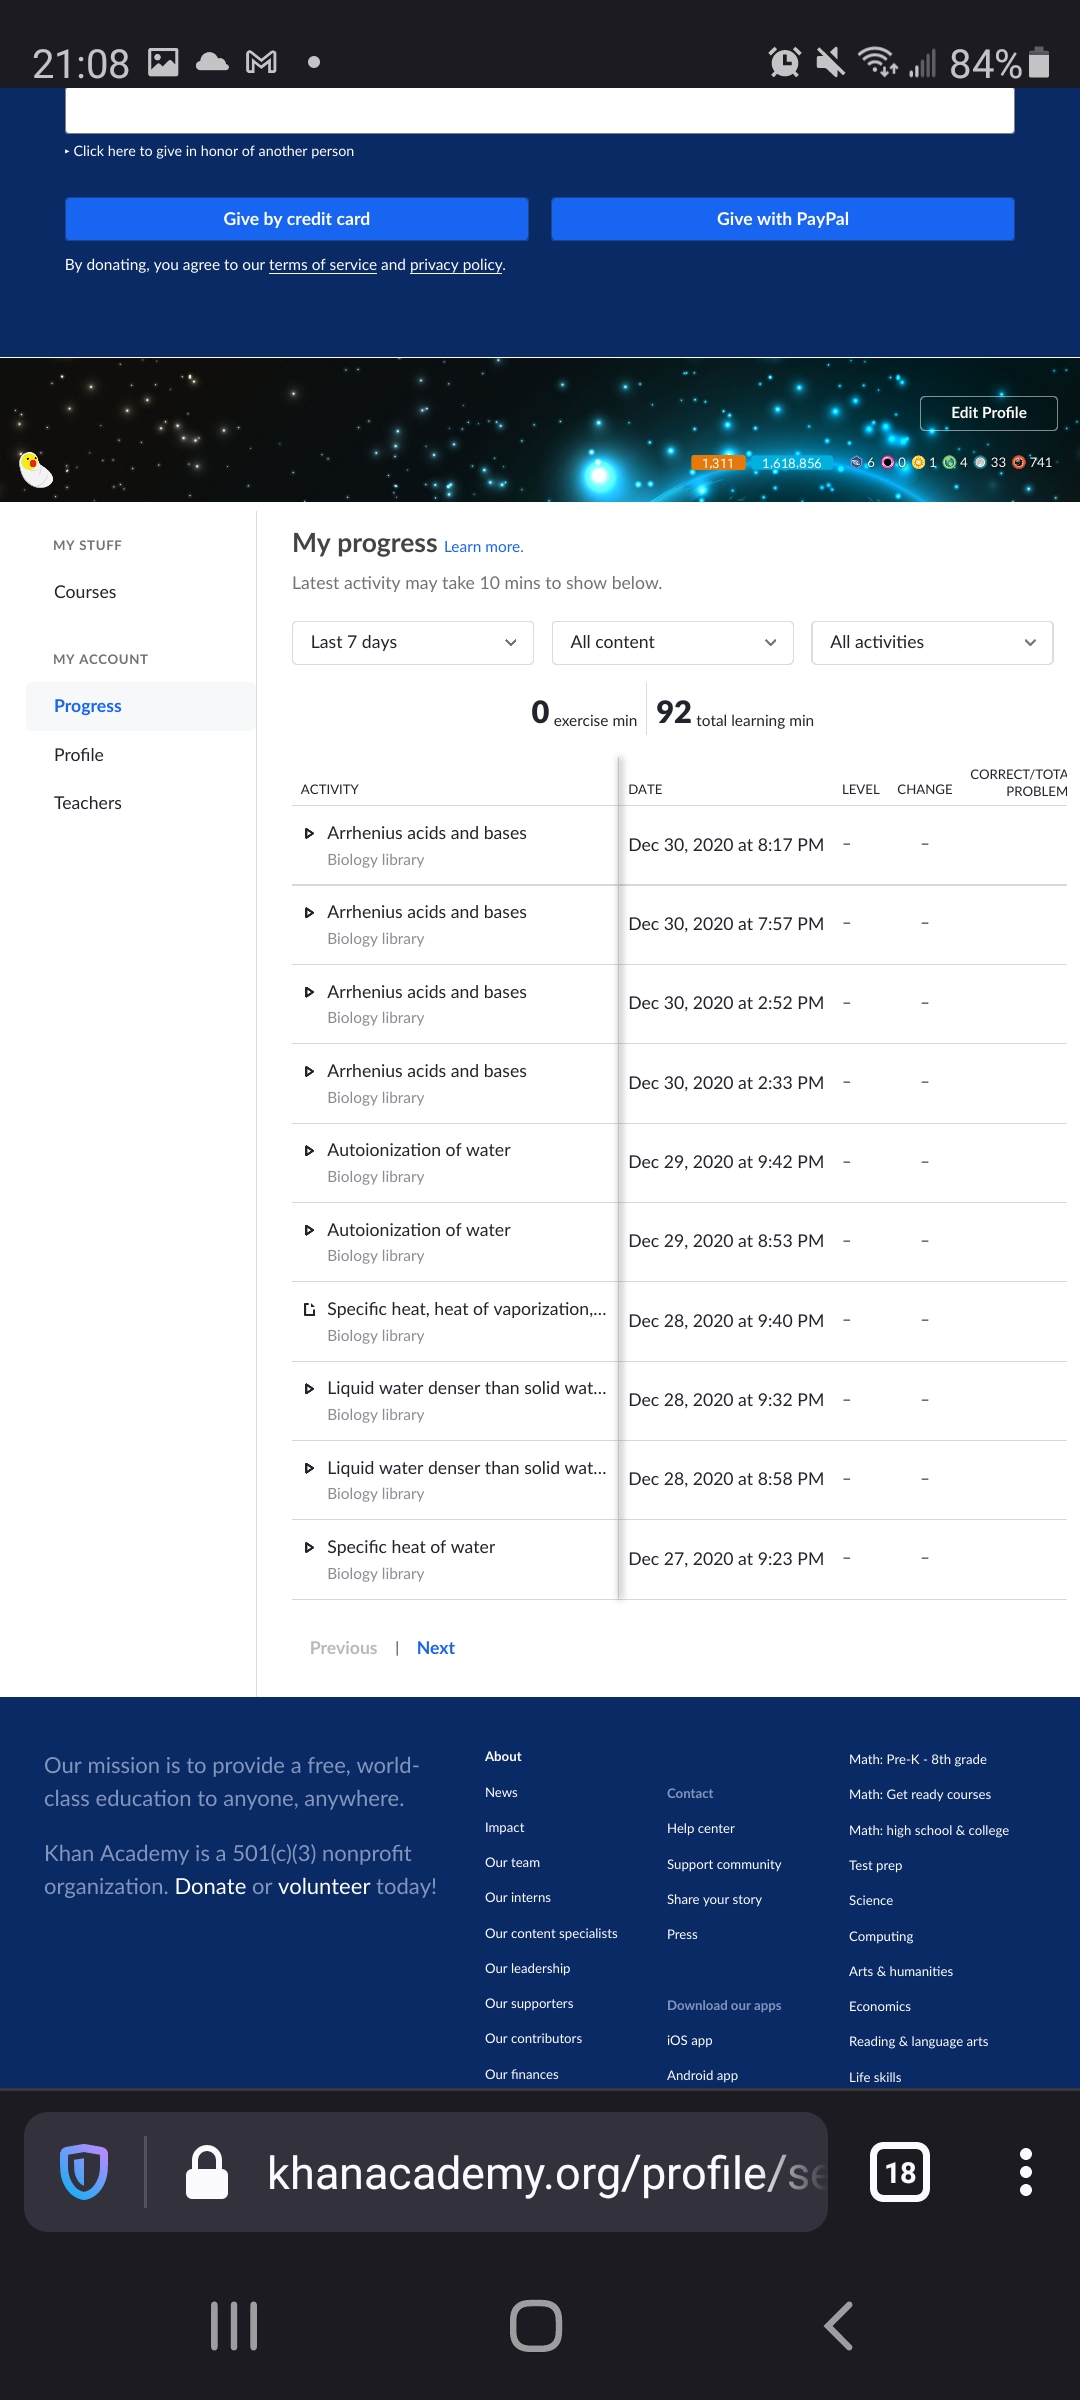 21:08
84%
Click here to give in honor of another person
Give by credit card
Give with PayPal
By donating, you agree to our terms of service and privacy policy.
Edit Profile
1,311 1,618,856 6 0 1 4 33 741
MY STUFF
Courses
MY ACCOUNT
Progress
Profile
Teachers
My progress Learn more.
Latest activity may take 10 mins to show below.
Last 7 days
All content
All activities
0 exercise min
92 total learning min
ACTIVITY DATE LEVEL CHANGE CORRECT/TOTA
PROBLEM
Arrhenius acids and bases
Biology library
Dec 30, 2020 at 8:17 PM – –
Arrhenius acids and bases
Biology library
Dec 30, 2020 at 7:57 PM – –
Arrhenius acids and bases
Biology library
Dec 30, 2020 at 2:52 PM – –
Arrhenius acids and bases
Biology library
Dec 30, 2020 at 2:33 PM – –
Autoionization of water
Biology library
Dec 29, 2020 at 9:42 PM – –
Autoionization of water
Biology library
Dec 29, 2020 at 8:53 PM – –
Specific heat, heat of vaporization,...
Biology library
Dec 28, 2020 at 9:40 PM – –
Liquid water denser than solid wat...
Biology library
Dec 28, 2020 at 9:32 PM – –
Liquid water denser than solid wat...
Biology library
Dec 28, 2020 at 8:58 PM – –
Specific heat of water
Biology library
Dec 27, 2020 at 9:23 PM – –
Previous | Next
Our mission is to provide a free, world-
class education to anyone, anywhere.
Khan Academy is a 501(c)(3) nonprofit
organization. Donate or volunteer today!
About
News
Impact
Our team
Our interns
Our content specialists
Our leadership
Our supporters
Our contributors
Our finances
Contact
Help center
Support community
Share your story
Press
Download our apps
iOS app
Android app
Math: Pre-K - 8th grade
Math: Get ready courses
Math: high school & college
Test prep
Science
Computing
Arts & humanities
Economics
Reading & language arts
Life skills
khanacademy.org/profile/se
18